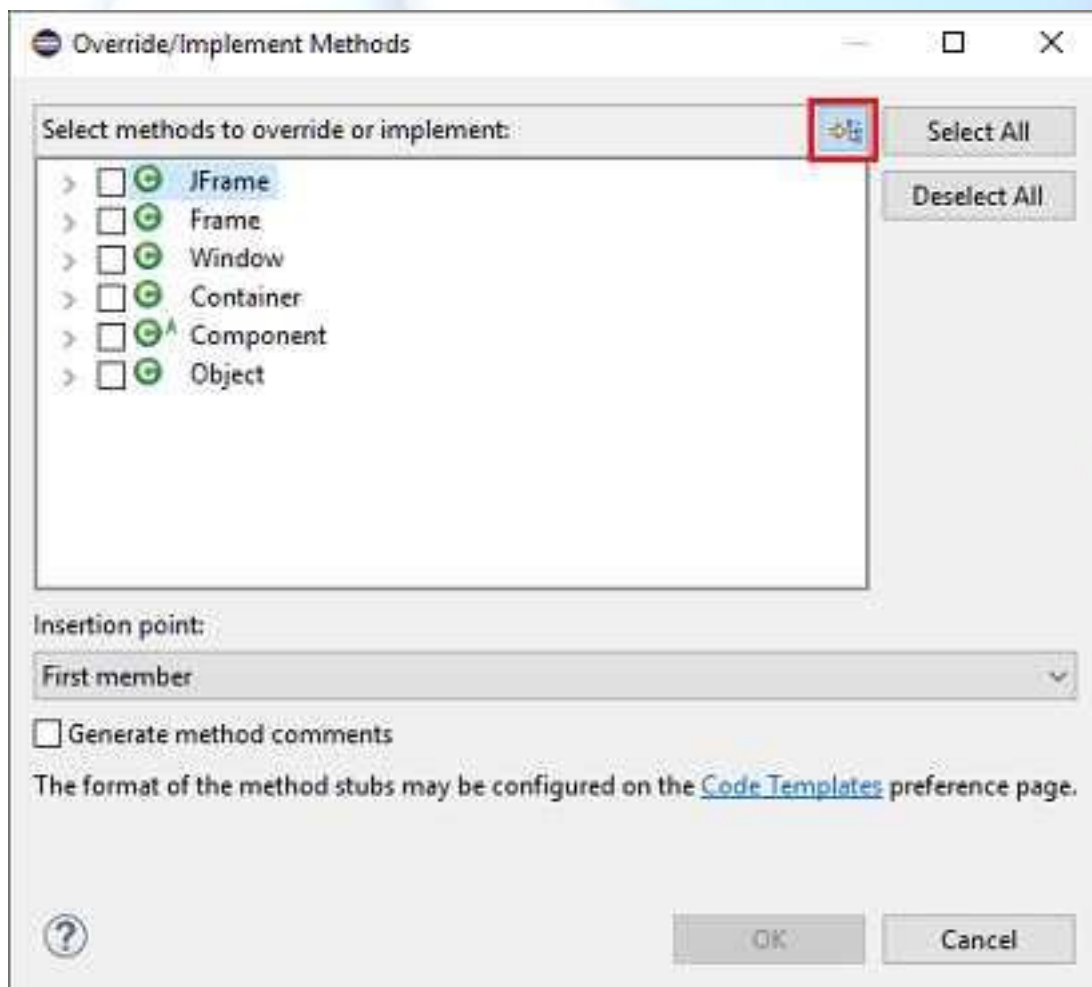 Override/Implement Methods
Select methods to override or implement:
Select All
Deselect All
JFrame
Frame
Window
Container
Component
Object
Insertion point:
First member
Generate method comments
The format of the method stubs may be configured on the Code Templates preference page.
OK
Cancel